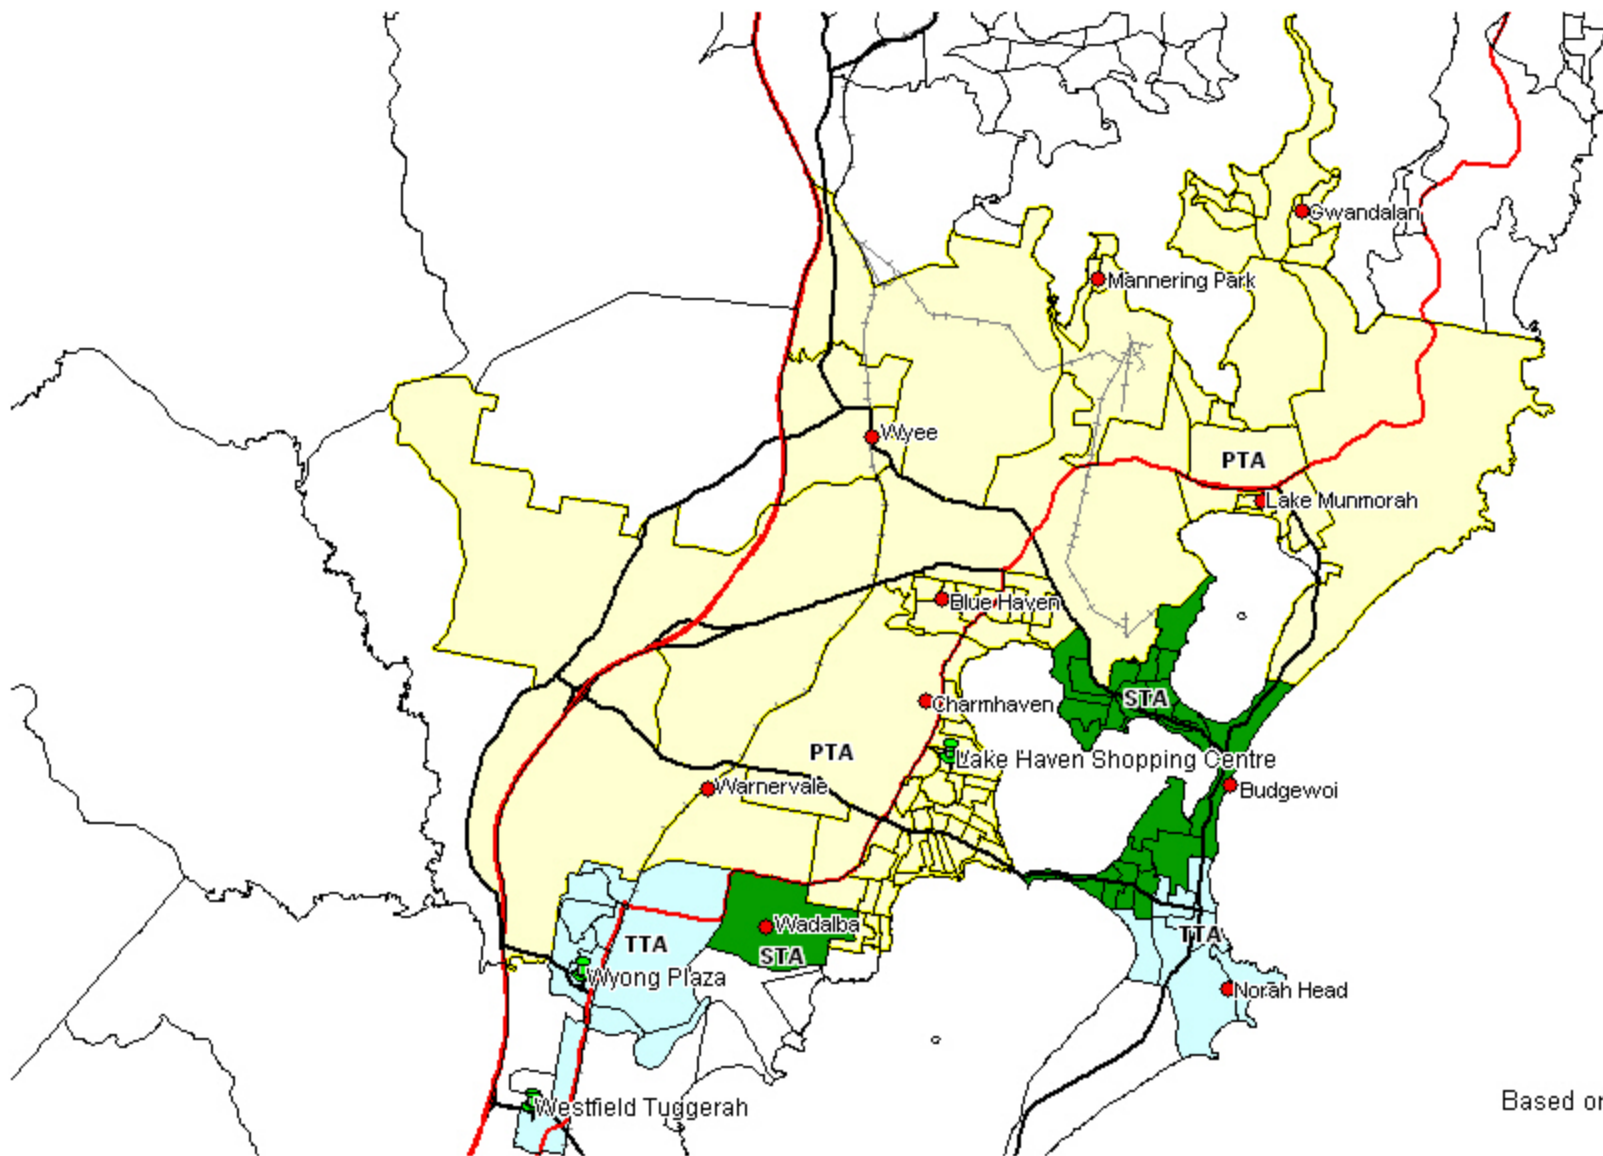 Gwandalan
Mannering Park
Wyee
PTA
Lake Munmorah
Blue Haven
STA
Charmhaven
PTA
Lake Haven Shopping Centre
Warnervale
Budgewoi
Wadalba
TTA
STA
TTA
Wyong Plaza
Norah Head
Westfield Tuggerah
Based on